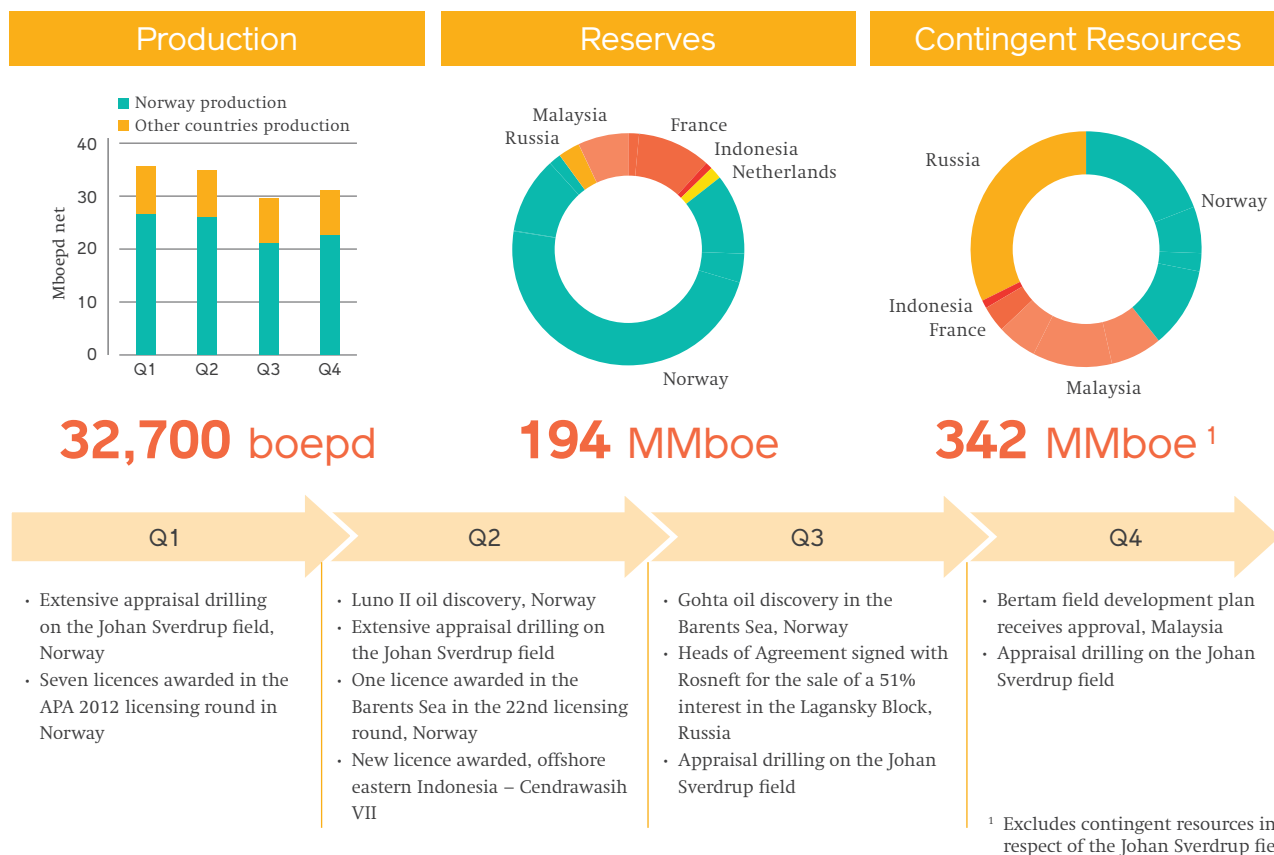 Production
Reserves
Contingent Resources
Norway production
Other countries production
Mboepd net
40
30
20
10
0
Q1
Q2
Q3
Q4
Malaysia
Russia
France
Indonesia
Netherlands
Norway
Russia
Norway
Indonesia
France
Malaysia
32,700 boepd
194 MMboe
342 MMboe 1
Q1
Q2
Q3
Q4
· Extensive appraisal drilling
on the Johan Sverdrup field,
Norway
· Seven licences awarded in the
APA 2012 licensing round in
Norway
· Luno II oil discovery, Norway
· Extensive appraisal drilling on
the Johan Sverdrup field
· One licence awarded in the
Barents Sea in the 22nd licensing
round, Norway
· New licence awarded, offshore
eastern Indonesia – Cendrawasih
VII
· Gohta oil discovery in the
Barents Sea, Norway
· Heads of Agreement signed with
Rosneft for the sale of a 51%
interest in the Lagansky Block,
Russia
· Appraisal drilling on the Johan
Sverdrup field
· Bertam field development plan
receives approval, Malaysia
· Appraisal drilling on the Johan
Sverdrup field
1 Excludes contingent resources in
respect of the Johan Sverdrup